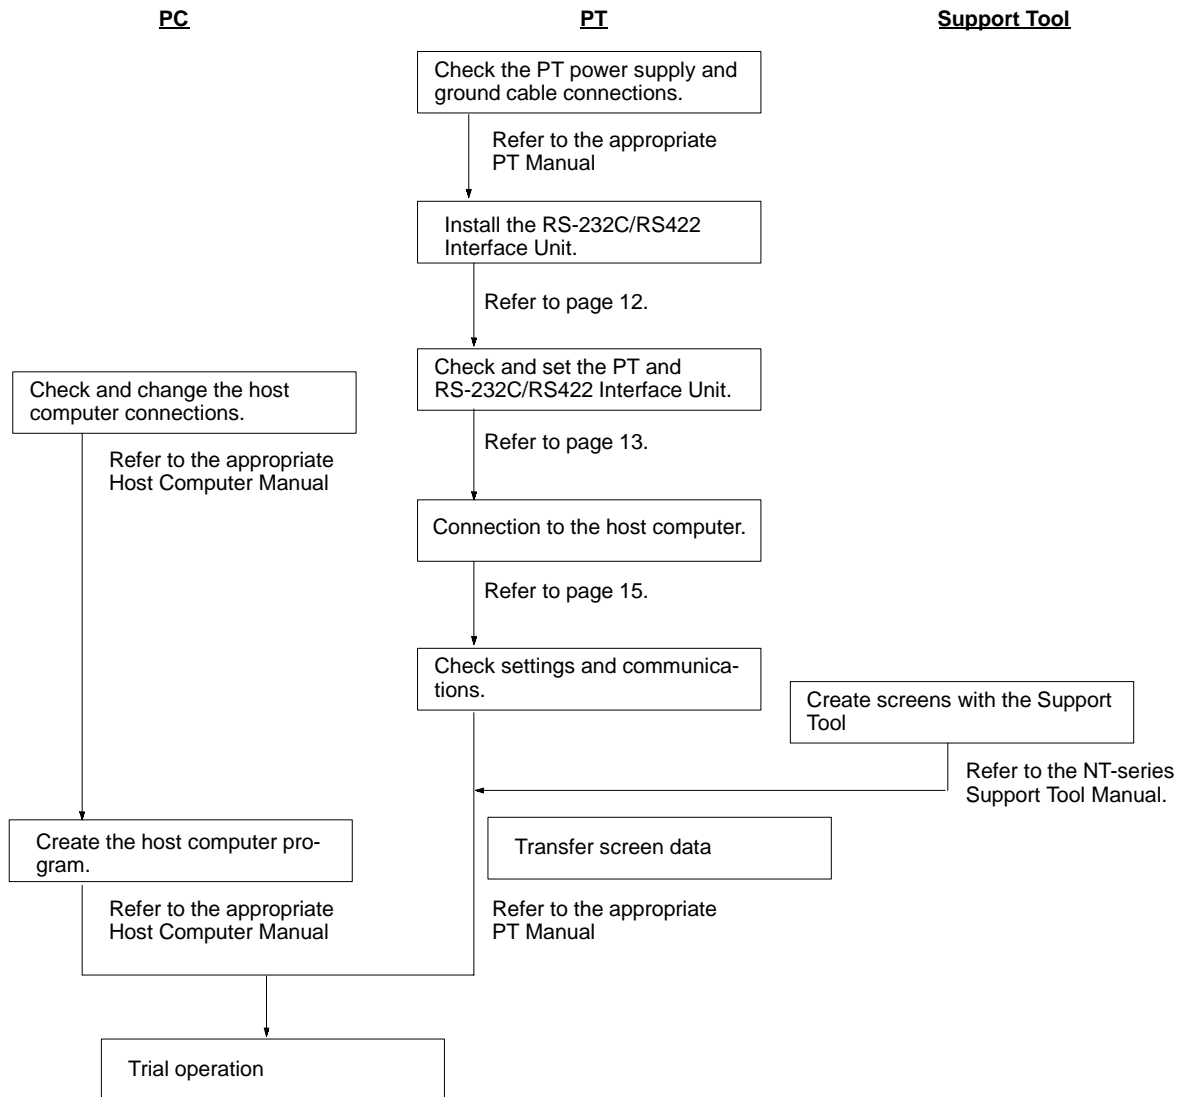 PC
PT
Support Tool
Check the PT power supply and
ground cable connections.
Refer to the appropriate
PT Manual
Install the RS-232C/RS422
Interface Unit.
Refer to page 12.
Check and set the PT and
RS-232C/RS422 Interface Unit.
Check and change the host
computer connections.
Refer to page 13.
Refer to the appropriate
Host Computer Manual
Connection to the host computer.
Refer to page 15.
Check settings and communica-
tions.
Create screens with the Support
Tool
Refer to the NT-series
Support Tool Manual.
Create the host computer pro-
gram.
Transfer screen data
Refer to the appropriate
Host Computer Manual
Refer to the appropriate
PT Manual
Trial operation